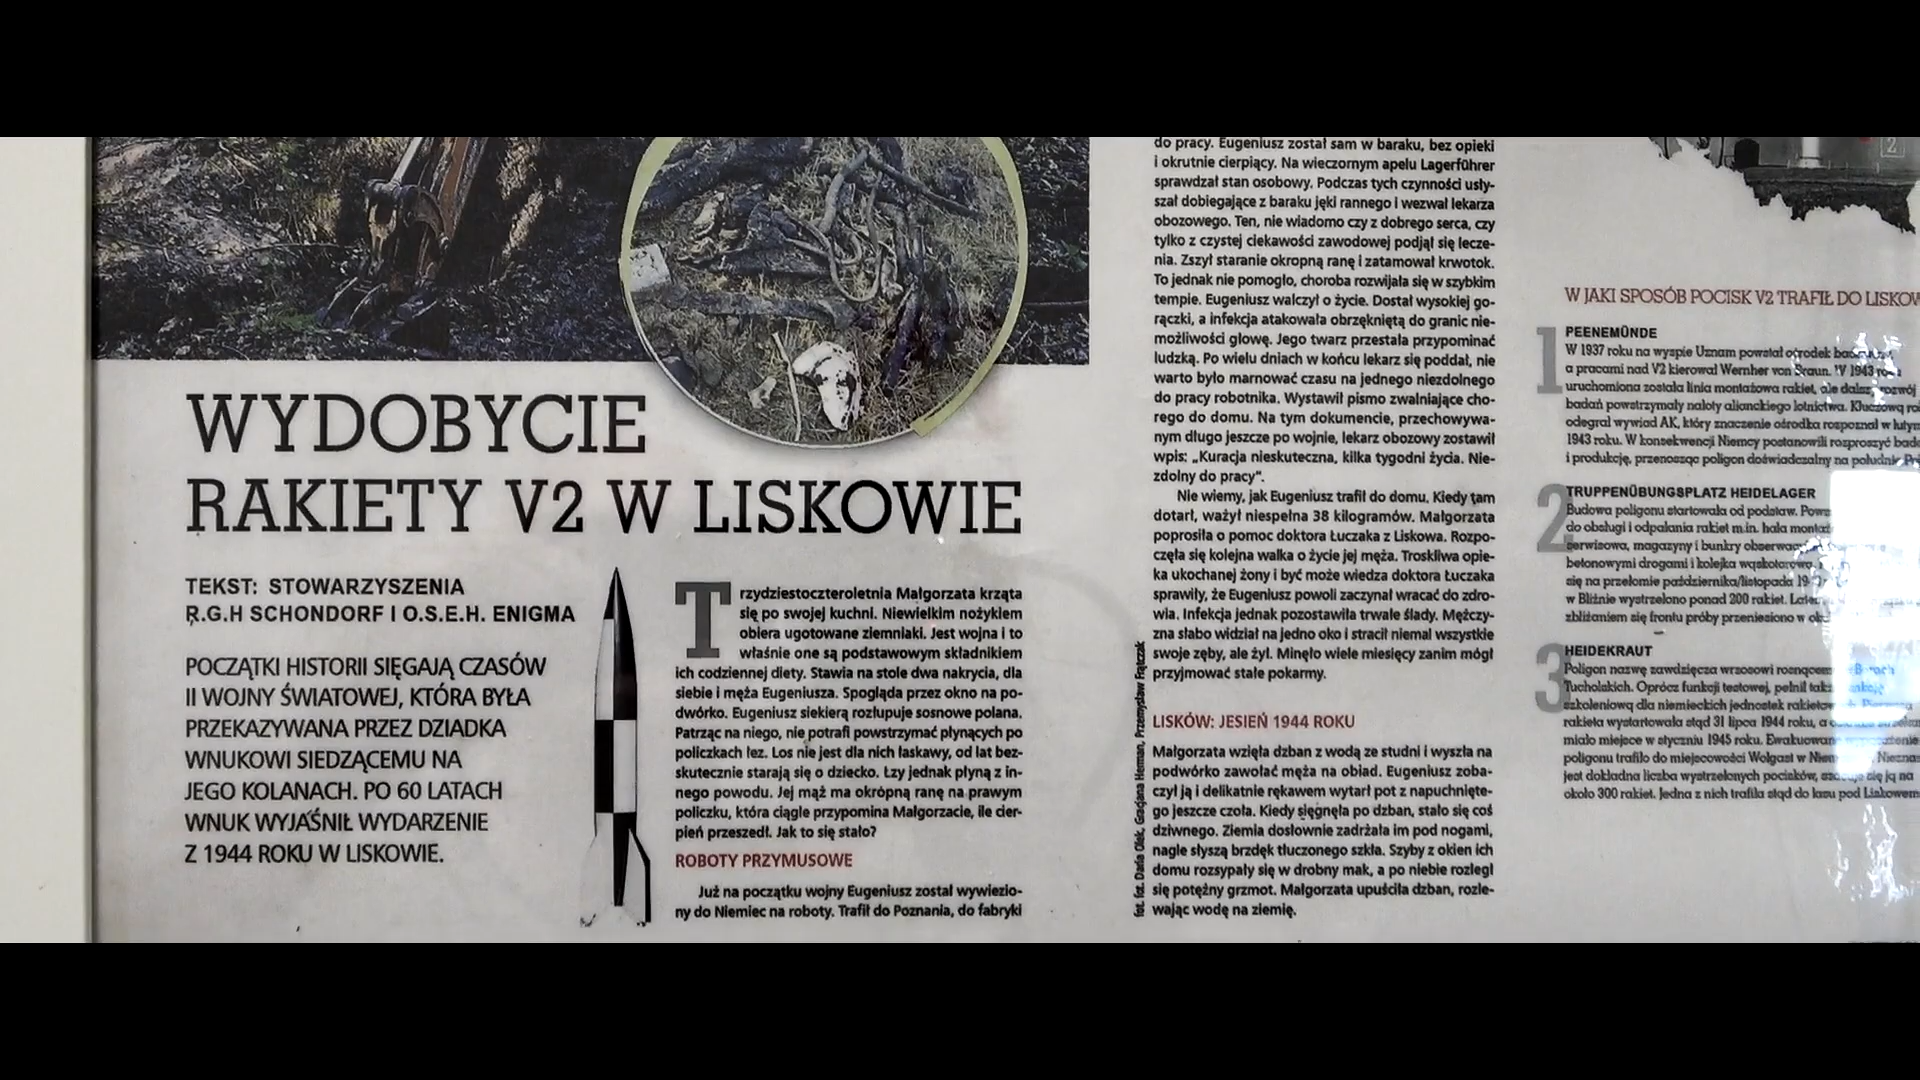 WYDOBYCIE
RAKIETY V2 W LISKOWIE
TEKST: STOWARZYSZENIA
R.G.H SCHONDORF I O.S.E.H. ENIGMA
POCZĄTKI HISTORII SIĘGAJĄ CZASÓW
II WOJNY ŚWIATOWEJ, KTÓRA BYŁA
PRZEKAZYWANA PRZEZ DZIADKA
WNUKOWI SIEDZĄCEMU NA
JEGO KOLANACH. PO 60 LATACH
WNUK WYJAŚNIŁ WYDARZENIE
Z 1944 ROKU W LISKOWIE.
Trzydziestoczteroletnia Małgorzata krząta
się po swojej kuchni. Niewielkim nożykiem
obiera ugotowane ziemniaki. Jest wojna i to
właśnie one są podstawowym składnikiem
ich codziennej diety. Stawia na stole dwa nakrycia, dla
siebie i męża Eugeniusza. Spogląda przez okno na po-
dwórko. Eugeniusz siekierą rozłupuje sosnowe polana.
Patrząc na niego, nie potrafi powstrzymać płynących po
policzkach łez. Los nie jest dla nich łaskawy, od lat bez-
skutecznie starają się o dziecko. Łzy jednak płyną z in-
nego powodu. Jej mąż ma okropną ranę na prawym
policzku, która ciągle przypomina Małgorzacie, ile cier-
pień przeszedł. Jak to się stało?
ROBOTY PRZYMUSOWE
Już na początku wojny Eugeniusz został wywiezio-
ny do Niemiec na roboty. Trafił do Poznania, do fabryki
fot. fot. Daria Olek, Gracjana Herman, Przemysław Frątczak
do pracy. Eugeniusz został sam w baraku, bez opieki
i okrutnie cierpiący. Na wieczornym apelu Lagerführer
sprawdzał stan osobowy. Podczas tych czynności usły-
szał dobiegające z baraku jęki rannego i wezwał lekarza
obozowego. Ten, nie wiadomo czy z dobrego serca, czy
tylko z czystej ciekawości zawodowej podjął się lecze-
nia. Zszył staranie okropną ranę i zatamował krwotok.
To jednak nie pomogło, choroba rozwijała się w szybkim
tempie. Eugeniusz walczył o życie. Dostał wysokiej go-
rączki, a infekcja atakowała obrzękniętą do granic nie-
możliwości głowę. Jego twarz przestała przypominać
ludzką. Po wielu dniach w końcu lekarz się poddał, nie
warto było marnować czasu na jednego niezdolnego
do pracy robotnika. Wystawił pismo zwalniające cho-
rego do domu. Na tym dokumencie, przechowywa-
nym długo jeszcze po wojnie, lekarz obozowy zostawił
wpis: „Kuracja nieskuteczna, kilka tygodni życia. Nie-
zdolny do pracy”.
Nie wiemy, jak Eugeniusz trafił do domu. Kiedy tam
dotarł, ważył niespełna 38 kilogramów. Małgorzata
poprosiła o pomoc doktora Łuczaka z Liskowa. Rozpo-
częła się kolejna walka o życie jej męża. Troskliwa opie-
ka ukochanej żony i być może wiedza doktora Łuczaka
sprawiły, że Eugeniusz powoli zaczynał wracać do zdro-
wia. Infekcja jednak pozostawiła trwałe ślady. Mężczy-
zna słabo widział na jedno oko i stracił niemal wszystkie
swoje zęby, ale żył. Minęło wiele miesięcy zanim mógł
przyjmować stałe pokarmy.
LISKÓW: JESIEŃ 1944 ROKU
Małgorzata wzięła dzban z wodą ze studni i wyszła na
podwórko zawołać męża na obiad. Eugeniusz zoba-
czył ją i delikatnie rękawem wytarł pot z napuchnięte-
go jeszcze czoła. Kiedy sięgnęła po dzban, stało się coś
dziwnego. Ziemia dosłownie zadrżała im pod nogami,
nagle słyszą brzdęk tłuczonego szkła. Szyby z okien ich
domu rozsypały się w drobny mak, a po niebie rozległ
się potężny grzmot. Małgorzata upuściła dzban, rozle-
wając wodę na ziemię.
W JAKI SPOSÓB POCISK V2 TRAFIŁ DO LISKOW
1 PEENEMÜNDE
W 1937 roku na wyspie Uznam powstał ośrodek
a pracami nad V2 kierował Wernher von Braun. W 1943
uruchomiona została linia montażowa rakiet, ale dalszy rozwój
badań powstrzymały naloty alianckiego lotnictwa. Kluczową
odegrał wywiad AK, który znaczenie ośrodka rozpoznał w lutym
1943 roku. W konsekwencji Niemcy postanowili rozproszyć
i produkcję, przenosząc poligon doświadczalny na południe
2 TRUPPENÜBUNGSPLATZ HEIDELAGER
Budowa poligonu startowała od podstaw.
do obsługi i odpalania rakiet m.in. hala
serwisowa, magazyny i bunkry
betonowymi drogami i kolejką wąskotorową.
się na przełomie października/listopada
w Bliźnie wystrzelono ponad 200 rakiet.
zbliżaniem się frontu próby przeniesiono w
3 HEIDEKRAUT
Poligon nazwę zawdzięcza wrzosowi rosnącemu
Tucholskich. Oprócz funkcji testowej, pełnił
szkoleniową dla niemieckich jednostek
rakieta wystartowała stąd 31 lipca 1944 roku, a
miało miejsce w styczniu 1945 roku. Ewakuowane
poligonu trafiło do miejscowości Wolgast w
jest dokładna liczba wystrzelonych pocisków, się ją na
około 300 rakiet. Jedna z nich trafiła stąd do lasu pod Liskowem